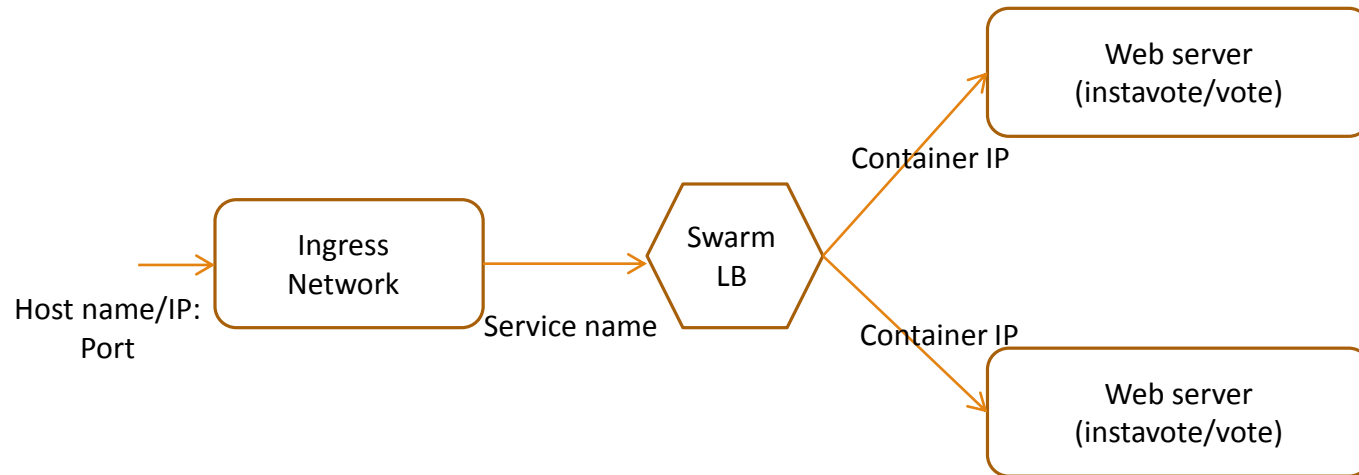 Host name/IP:
Port
Ingress
Network
Service name
Swarm
LB
Container IP
Web server
(instavote/vote)
Container IP
Web server
(instavote/vote)